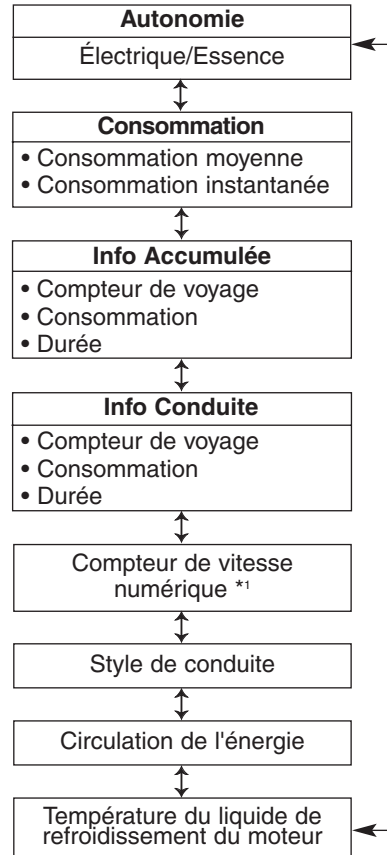 Autonomie
Électrique/Essence
Consommation
• Consommation moyenne
• Consommation instantanée
Info Accumulée
• Compteur de voyage
• Consommation
• Durée
Info Conduite
• Compteur de voyage
• Consommation
• Durée
Compteur de vitesse
numérique *¹
Style de conduite
Circulation de l'énergie
Température du liquide de
refroidissement du moteur